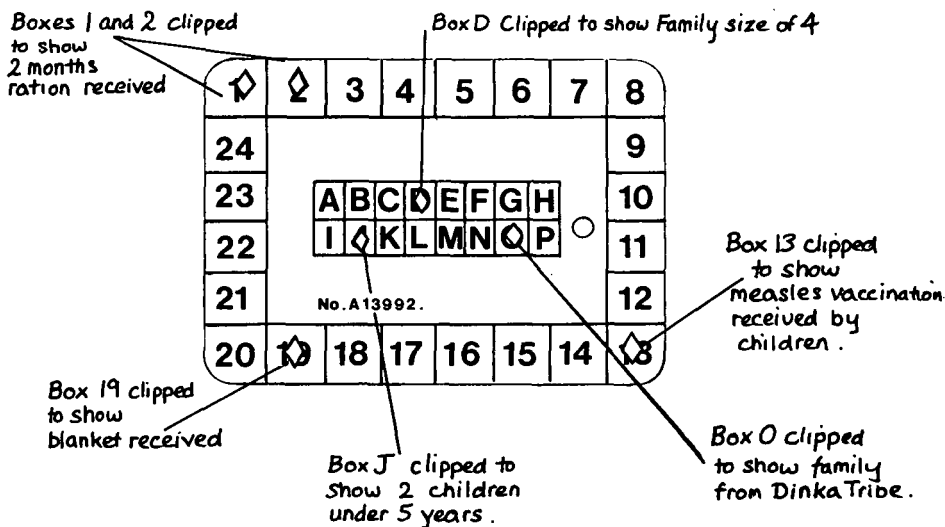 Boxes 1 and 2 clipped
to show
2 months
ration received
Box D Clipped to show Family size of 4
1 2 3 4 5 6 7 8
24 9
23 10
22 11
21 12
A B C D E F G H
I J K L M N O P
No.A13992.
20 19 18 17 16 15 14 13
Box 13 clipped
to show
measles vaccination
received by
children.
Box 19 clipped
to show
blanket received
Box J clipped to
show 2 children
under 5 years.
Box O clipped
to show family
from Dinka Tribe.